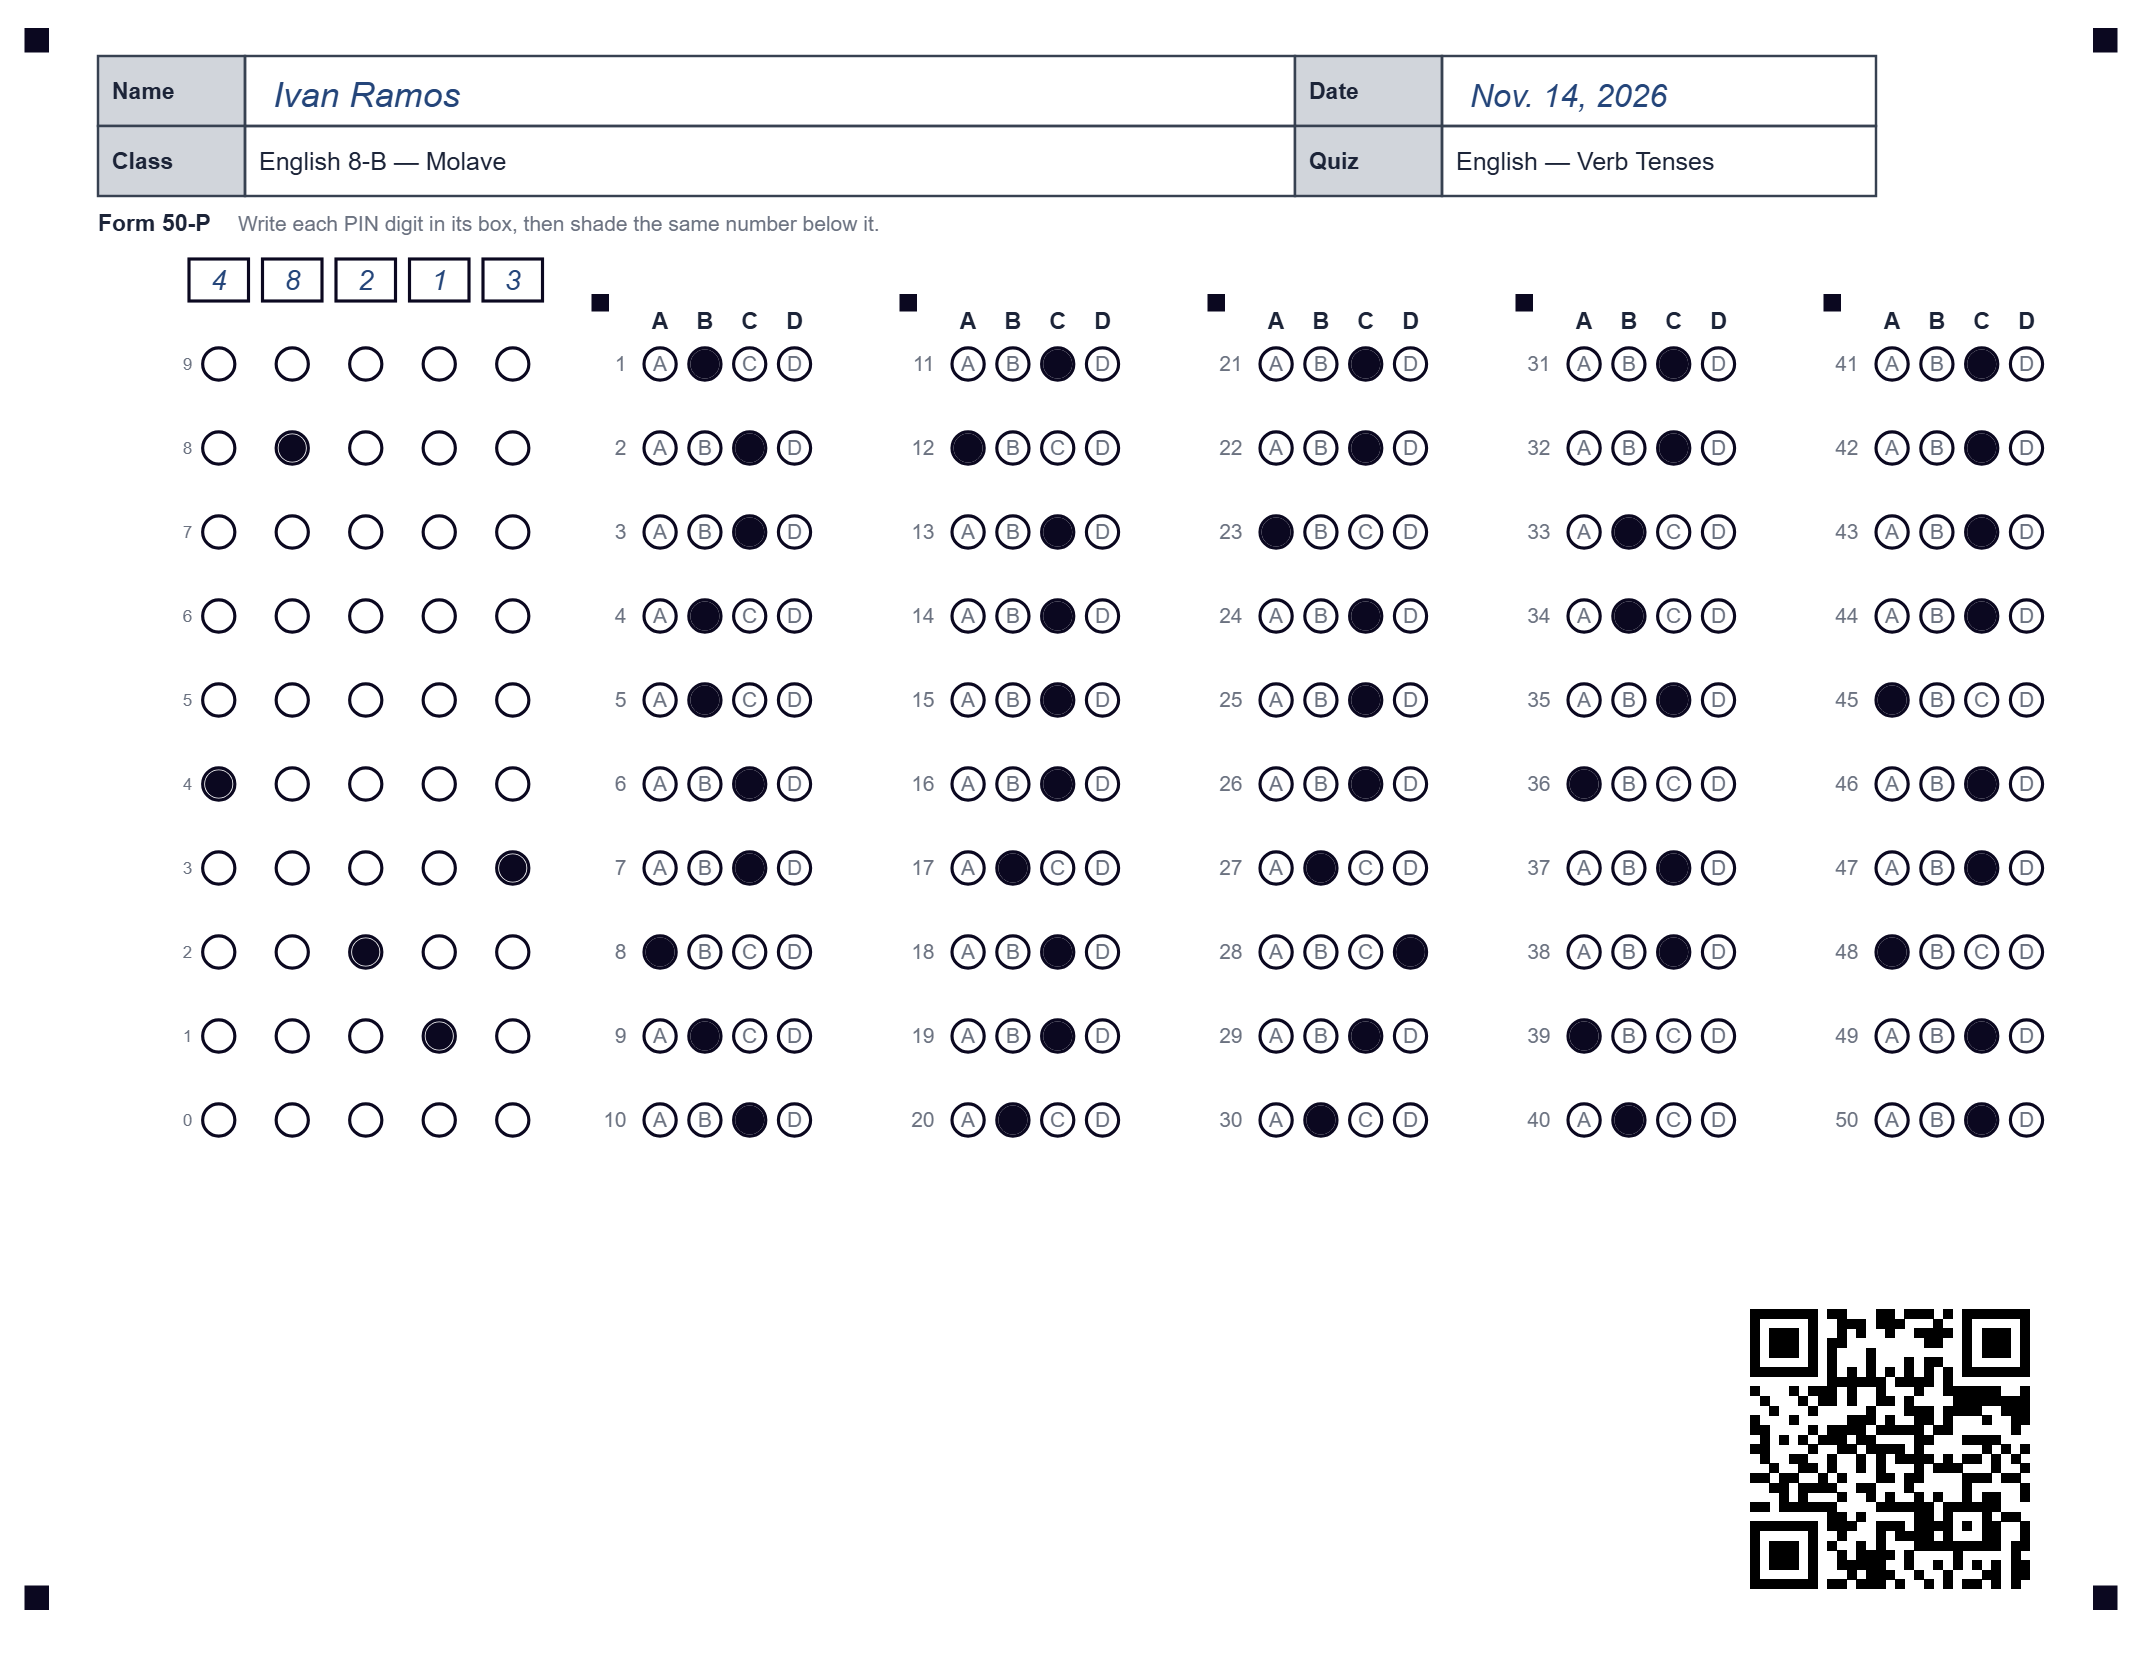 Name Ivan Ramos Date Nov. 14, 2026
Class English 8-B — Molave Quiz English — Verb Tenses
Form 50-P Write each PIN digit in its box, then shade the same number below it.
4 8 2 1 3
A B C D A B C D A B C D A B C D A B C D
9 1 A C D 11 A B D 21 A B D 31 A B D 41 A B D
8 2 A B D 12 B C D 22 A B D 32 A B D 42 A B D
7 3 A B D 13 A B D 23 B C D 33 A C D 43 A B D
6 4 A C D 14 A B D 24 A B D 34 A C D 44 A B D
5 5 A C D 15 A B D 25 A B D 35 A B D 45 B C D
4 6 A B D 16 A B D 26 A B D 36 B C D 46 A B D
3 7 A B D 17 A C D 27 A C D 37 A B D 47 A B D
2 8 B C D 18 A B D 28 A B C 38 A B D 48 B C D
1 9 A C D 19 A B D 29 A B D 39 B C D 49 A B D
0 10 A B D 20 A C D 30 A C D 40 A C D 50 A B D